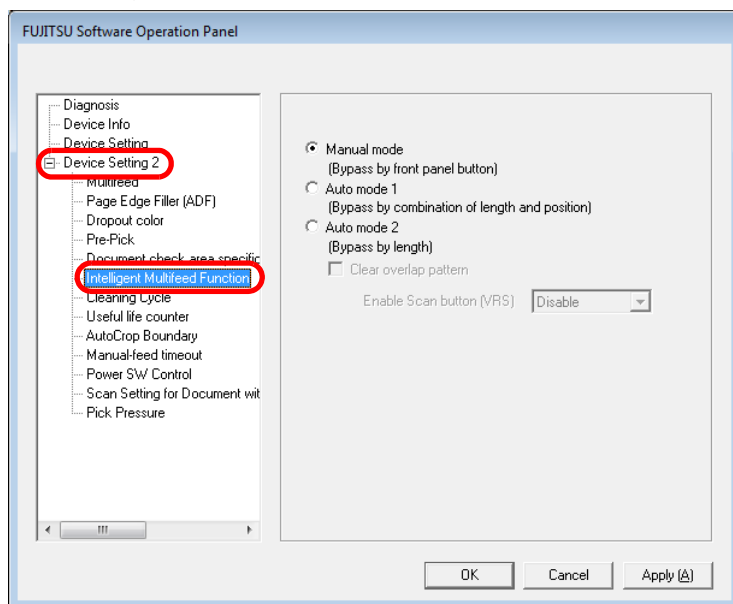 FUJITSU Software Operation Panel
Diagnosis
Device Info
Device Setting
Device Setting 2
Multifeed
Page Edge Filler (ADF)
Dropout color
Pre-Pick
Document check area specific
Intelligent Multifeed Function
Cleaning Cycle
Useful life counter
AutoCrop Boundary
Manual-feed timeout
Power SW Control
Scan Setting for Document wit
Pick Pressure
Manual mode
(Bypass by front panel button)
Auto mode 1
(Bypass by combination of length and position)
Auto mode 2
(Bypass by length)
Clear overlap pattern
Enable Scan button (VRS) Disable
OK Cancel Apply (A)